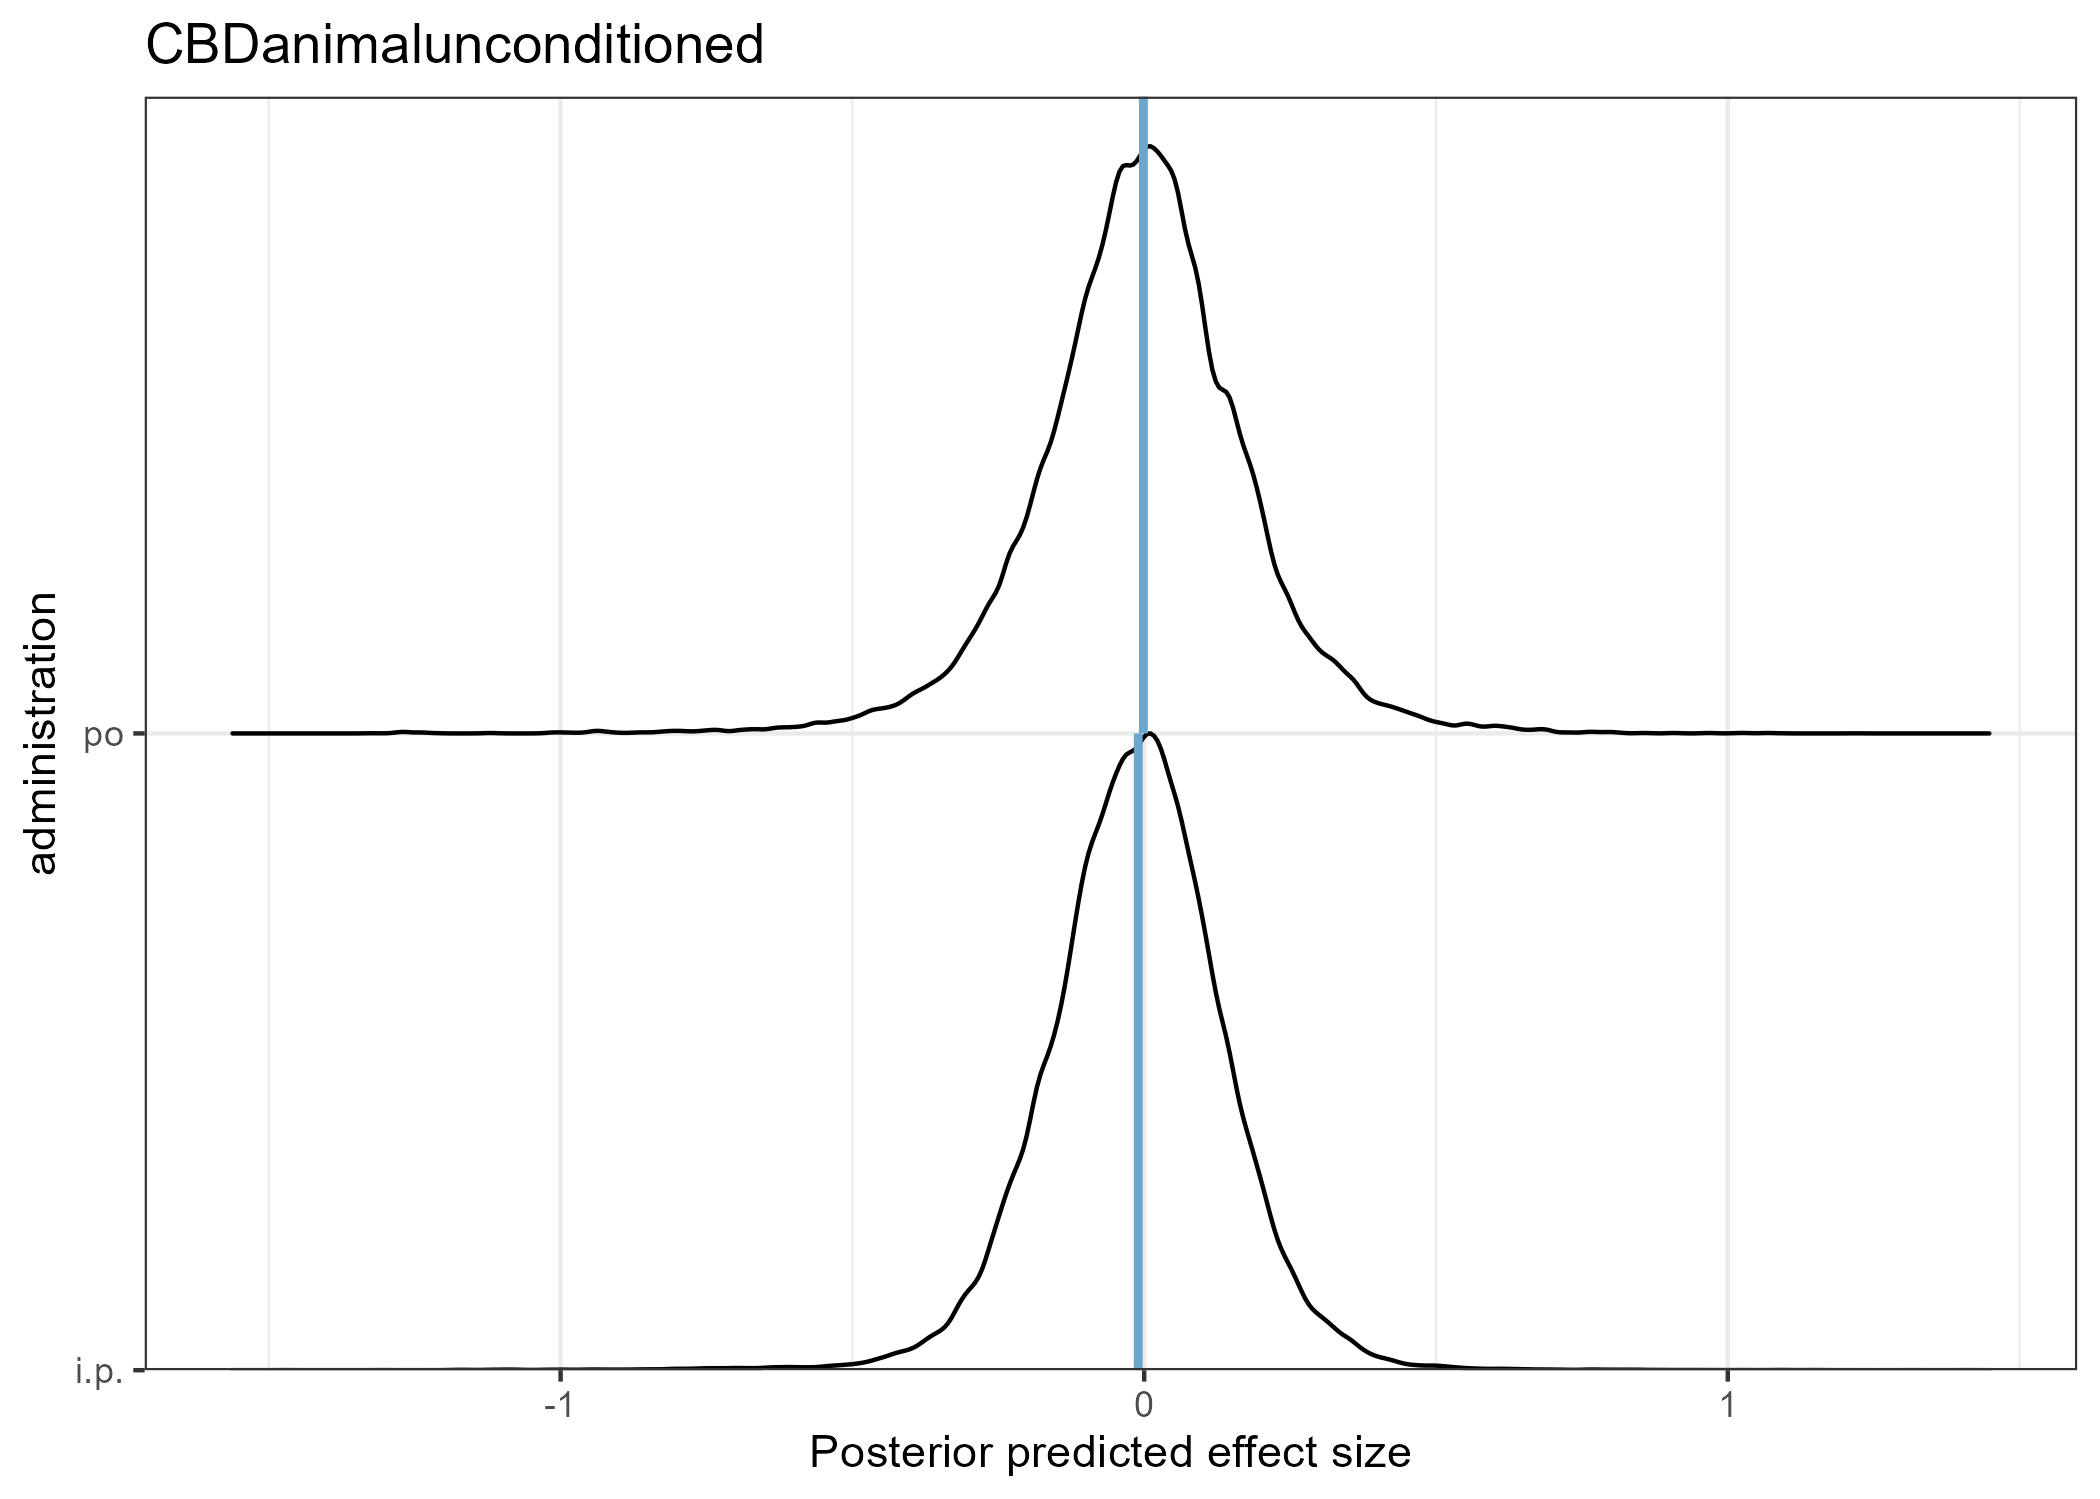 CBDanimalunconditioned
administration
po
i.p.
-1 0 1
Posterior predicted effect size